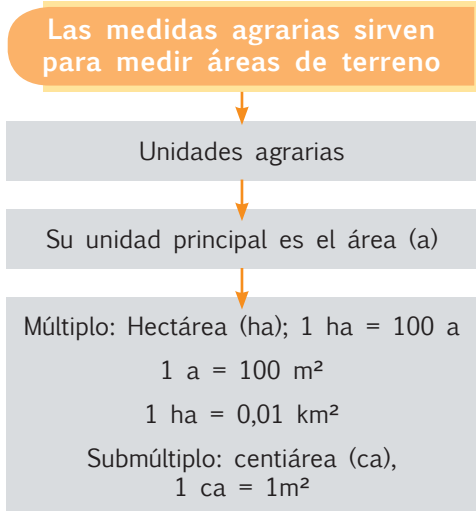 Las medidas agrarias sirven
para medir áreas de terreno
Unidades agrarias
Su unidad principal es el área (a)
Múltiplo: Hectárea (ha); 1 ha = 100 a
1 a = 100 m²
1 ha = 0,01 km²
Submúltiplo: centiárea (ca),
1 ca = 1m²